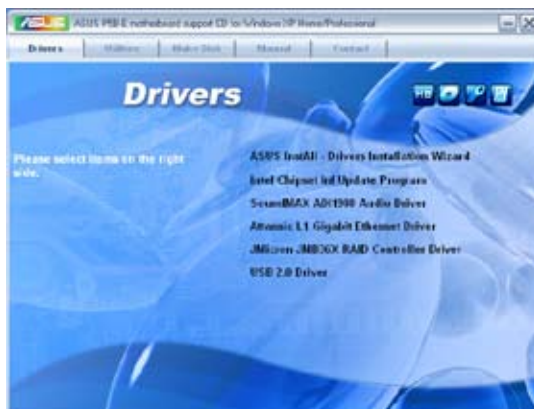 ASUS P5B-E motherboard support CD for Windows XP Home/Professional
Drivers Utilities Make Disk Manual Contact
Drivers
Please select items on the right side.
ASUS InstAll - Drivers Installation Wizard
Intel Chipset Inf Update Program
SoundMAX ADI1988 Audio Driver
Attansic L1 Gigabit Ethernet Driver
JMicron JMB36X RAID Controller Driver
USB 2.0 Driver